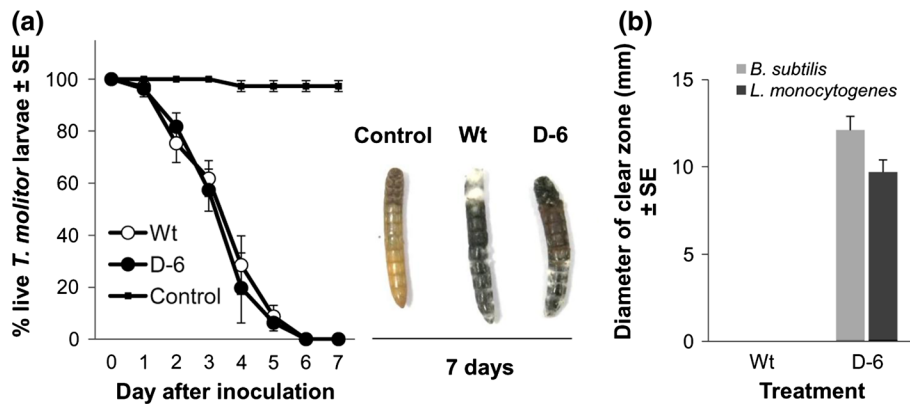 (a)
% live T. molitor larvae ± SE
100
80
60
40
20
0
Wt
D-6
Control
0 1 2 3 4 5 6 7
Day after inoculation
Control Wt D-6
7 days
(b)
Diameter of clear zone (mm)
± SE
15
10
5
0
B. subtilis
L. monocytogenes
Wt D-6
Treatment